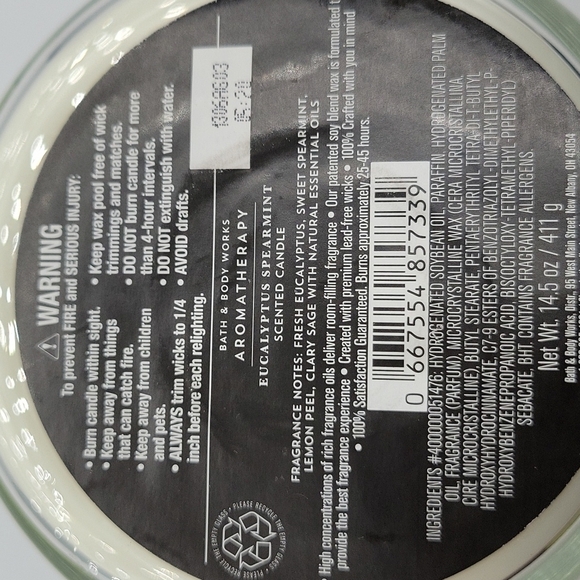 WARNING
To prevent FIRE and SERIOUS INJURY:
• Burn candle within sight.
• Keep away from things
that can catch fire.
• Keep away from children
and pets.
• ALWAYS trim wicks to 1/4
inch before each relighting.
• Keep wax pool free of wick
trimmings and matches.
• DO NOT burn candle for more
than 4-hour intervals.
• DO NOT extinguish with water.
• AVOID drafts.
PLEASE RECYCLE THE EMPTY GLASS • PLEASE RECYCLE THE EMPTY GLASS •
BATH & BODY WORKS
AROMATHERAPY
EUCALYPTUS SPEARMINT
SCENTED CANDLE
1306AG03
FRAGRANCE NOTES: FRESH EUCALYPTUS, SWEET SPEARMINT,
LEMON PEEL, CLARY SAGE WITH NATURAL ESSENTIAL OILS
• High concentrations of rich fragrance oils deliver room-filling fragrance • Our patented soy blend wax is formulated t
provide the best fragrance experience • Created with premium lead-free wicks • 100% Crafted with you in mind
• 100% Satisfaction Guaranteed. Burns approximately 25-45 hours.
0 667554 857339
HYDROGENATED SOYBEAN OIL, PARAFFIN, HYDROGENATED PALM
OIL, FRAGRANCE (PARFUM), MICROCRYSTALLINE WAX (CERA MICROCRISTALLINA,
CIRE MICROCRISTALLINE), BUTYL STEARATE, PENTAERYTHRITYL TETRA-DI-T-BUTYL
HYDROXYHYDROCINNAMATE, (C7-9 ESTERS OF BENZOTRIAZOLYL-DIMETHYLETHYL-P-
HYDROXYBENZENEPROPANOIC ACID, BIS(OCTYLOXY-TETRAMETHYL-PIPERIDYL)
SEBACATE, BHT. CONTAINS FRAGRANCE ALLERGENS.
Net Wt. 14.5 oz / 411 g
Bath & Body Works, Distr., 95 West Main Street, New Albany, OH 43054